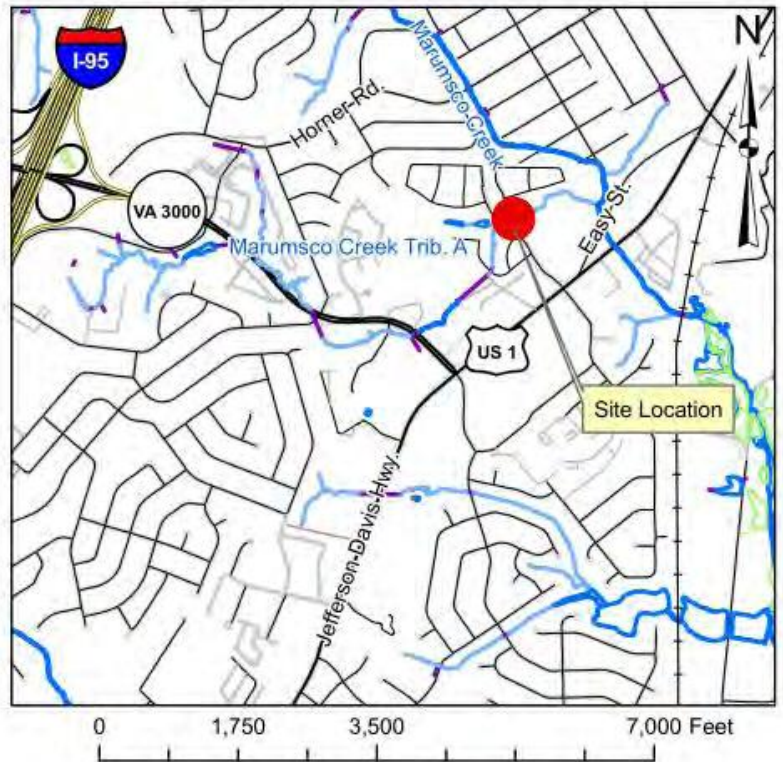 I-95
N
Marumsco-Creek
Horner-Rd.
VA 3000
Easy-St.
Marumsco Creek Trib. A
US 1
Site Location
Jefferson-Davis-Hwy.
0 1,750 3,500 7,000 Feet